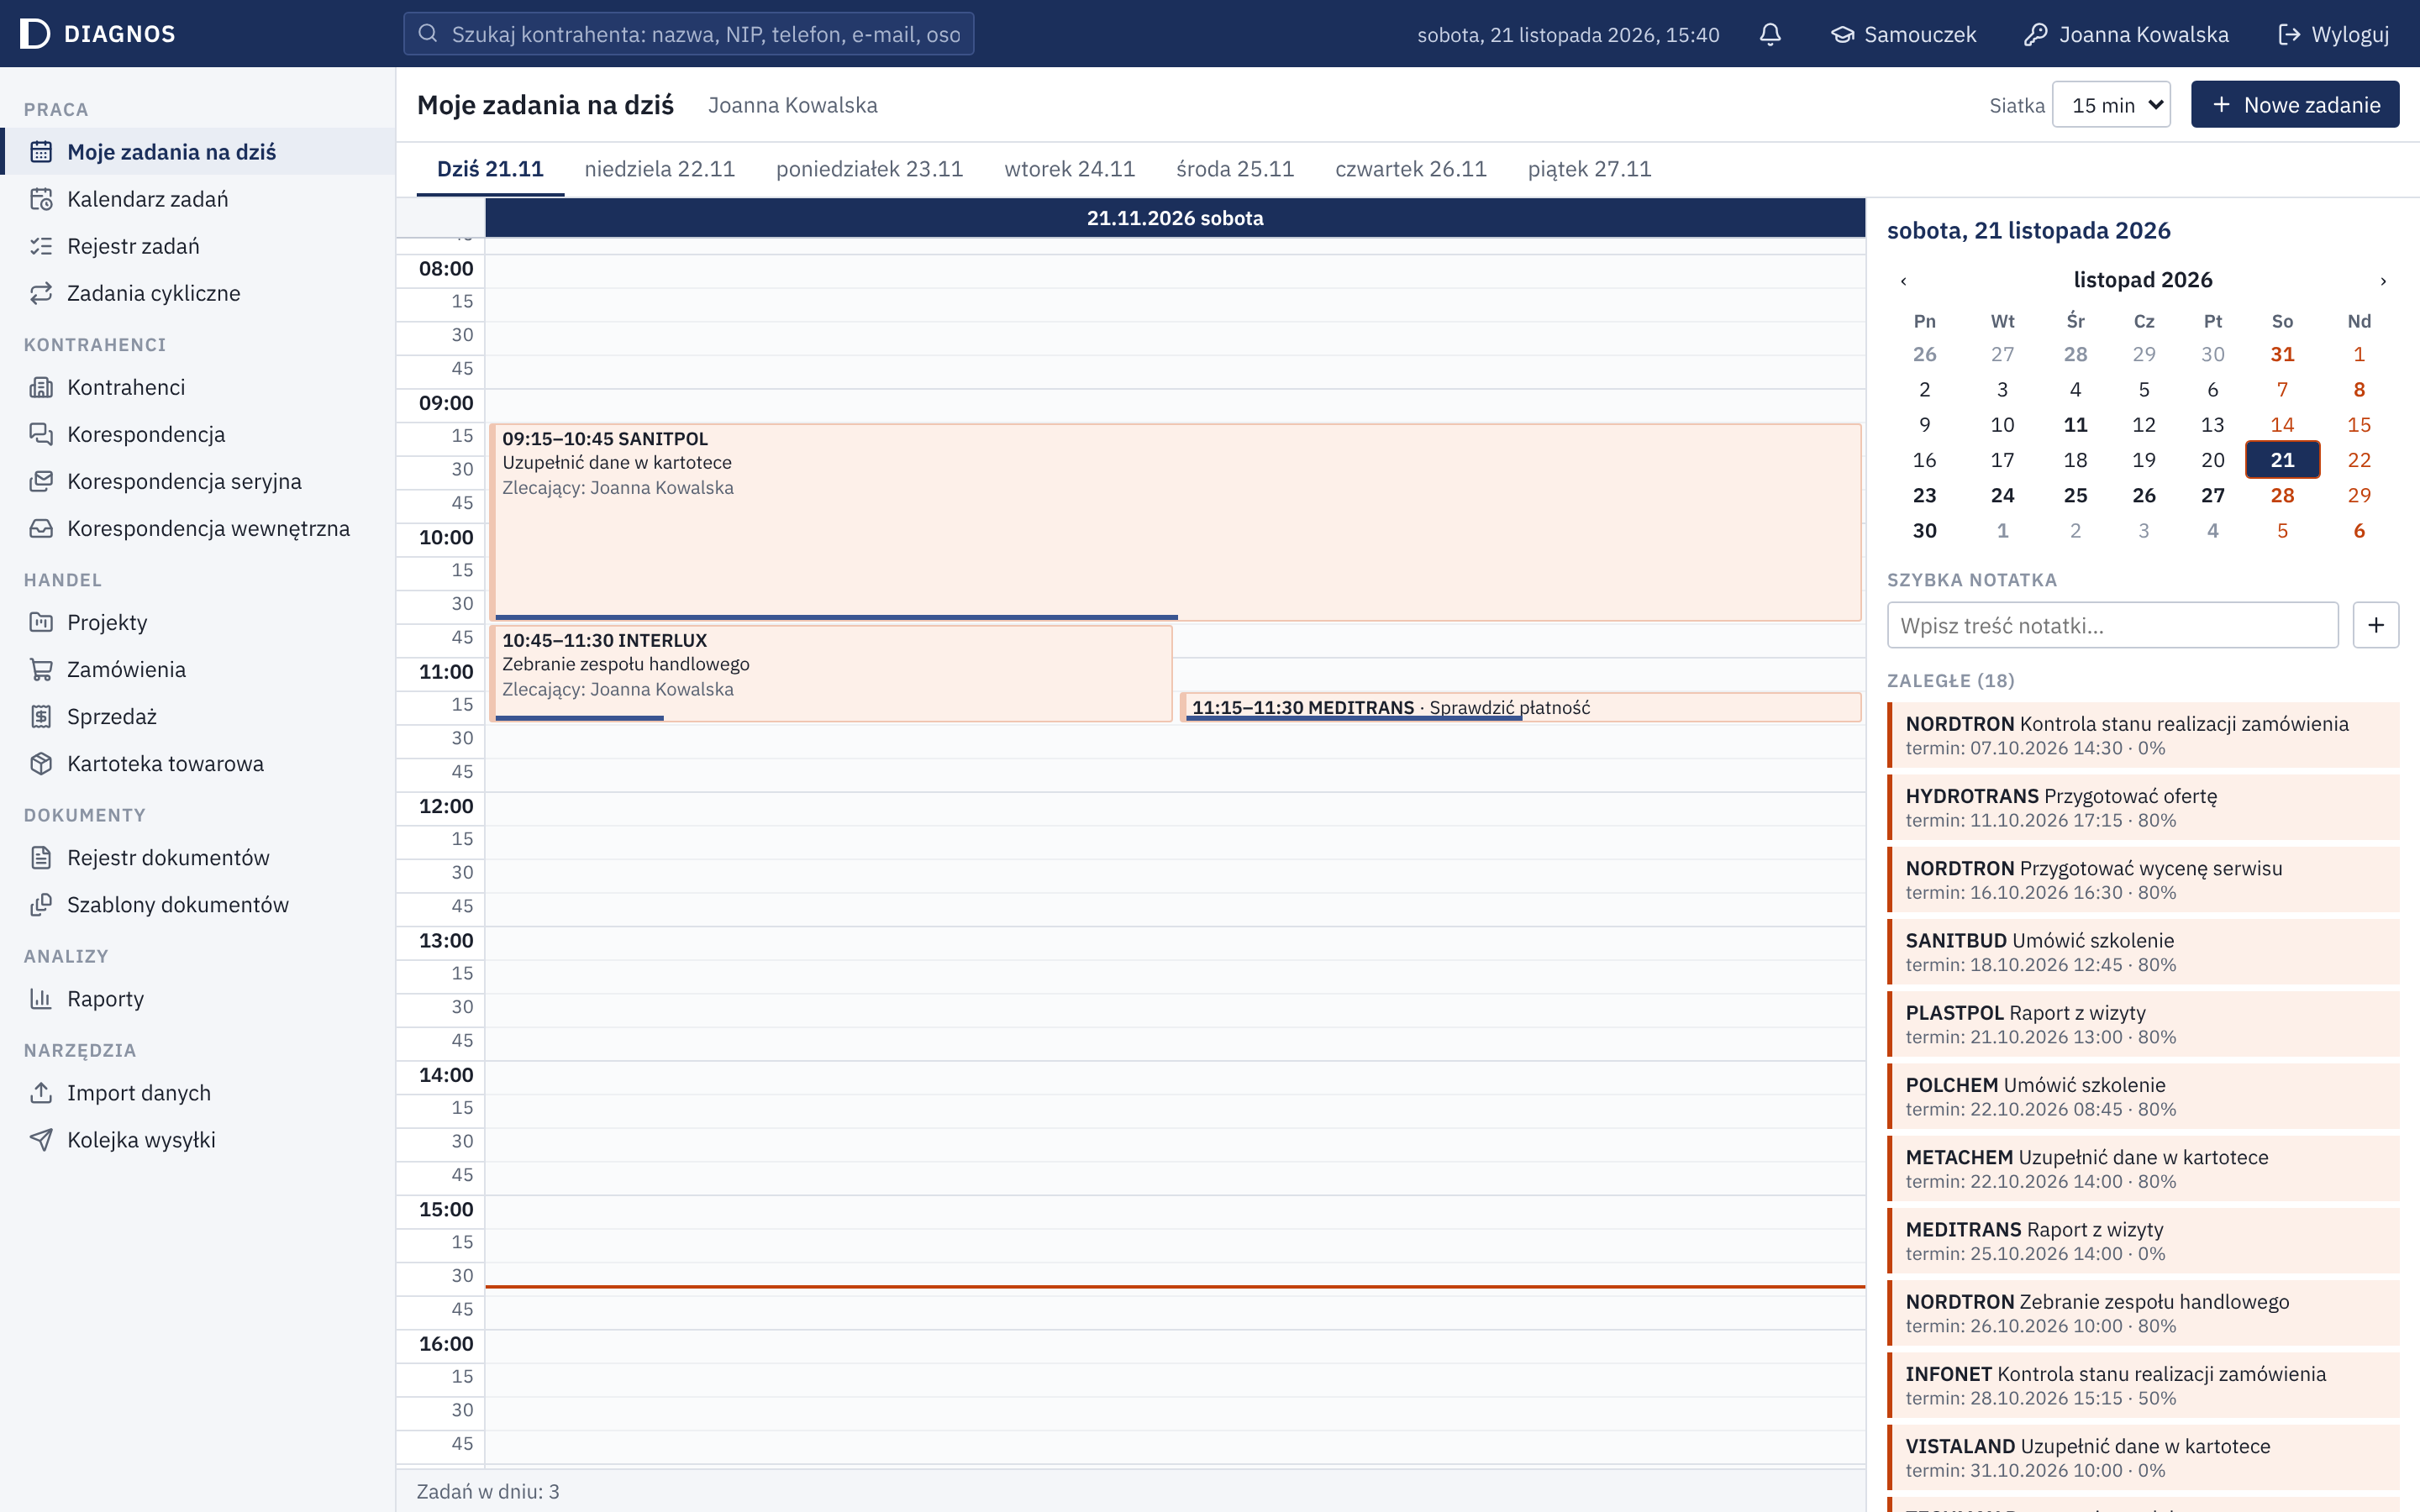 DIAGNOS
Szukaj kontrahenta: nazwa, NIP, telefon, e-mail, oso
sobota, 21 listopada 2026, 15:40
Samouczek
Joanna Kowalska
Wyloguj
PRACA
Moje zadania na dziś
Kalendarz zadań
Rejestr zadań
Zadania cykliczne
KONTRAHENCI
Kontrahenci
Korespondencja
Korespondencja seryjna
Korespondencja wewnętrzna
HANDEL
Projekty
Zamówienia
Sprzedaż
Kartoteka towarowa
DOKUMENTY
Rejestr dokumentów
Szablony dokumentów
ANALIZY
Raporty
NARZĘDZIA
Import danych
Kolejka wysyłki
Moje zadania na dziś Joanna Kowalska
Siatka 15 min
Nowe zadanie
Dziś 21.11 niedziela 22.11 poniedziałek 23.11 wtorek 24.11 środa 25.11 czwartek 26.11 piątek 27.11
21.11.2026 sobota
08:00
15
30
45
09:00
15
30
45
10:00
15
30
45
11:00
15
30
45
12:00
15
30
45
13:00
15
30
45
14:00
15
30
45
15:00
15
30
45
16:00
15
30
45
09:15–10:45 SANITPOL
Uzupełnić dane w kartotece
Zlecający: Joanna Kowalska
10:45–11:30 INTERLUX
Zebranie zespołu handlowego
Zlecający: Joanna Kowalska
11:15–11:30 MEDITRANS · Sprawdzić płatność
Zadań w dniu: 3
sobota, 21 listopada 2026
‹ listopad 2026 ›
Pn Wt Śr Cz Pt So Nd
26 27 28 29 30 31 1
2 3 4 5 6 7 8
9 10 11 12 13 14 15
16 17 18 19 20 21 22
23 24 25 26 27 28 29
30 1 2 3 4 5 6
SZYBKA NOTATKA
Wpisz treść notatki...
+
ZALEGŁE (18)
NORDTRON Kontrola stanu realizacji zamówienia
termin: 07.10.2026 14:30 · 0%
HYDROTRANS Przygotować ofertę
termin: 11.10.2026 17:15 · 80%
NORDTRON Przygotować wycenę serwisu
termin: 16.10.2026 16:30 · 80%
SANITBUD Umówić szkolenie
termin: 18.10.2026 12:45 · 80%
PLASTPOL Raport z wizyty
termin: 21.10.2026 13:00 · 80%
POLCHEM Umówić szkolenie
termin: 22.10.2026 08:45 · 80%
METACHEM Uzupełnić dane w kartotece
termin: 22.10.2026 14:00 · 80%
MEDITRANS Raport z wizyty
termin: 25.10.2026 14:00 · 0%
NORDTRON Zebranie zespołu handlowego
termin: 26.10.2026 10:00 · 80%
INFONET Kontrola stanu realizacji zamówienia
termin: 28.10.2026 15:15 · 50%
VISTALAND Uzupełnić dane w kartotece
termin: 31.10.2026 10:00 · 0%